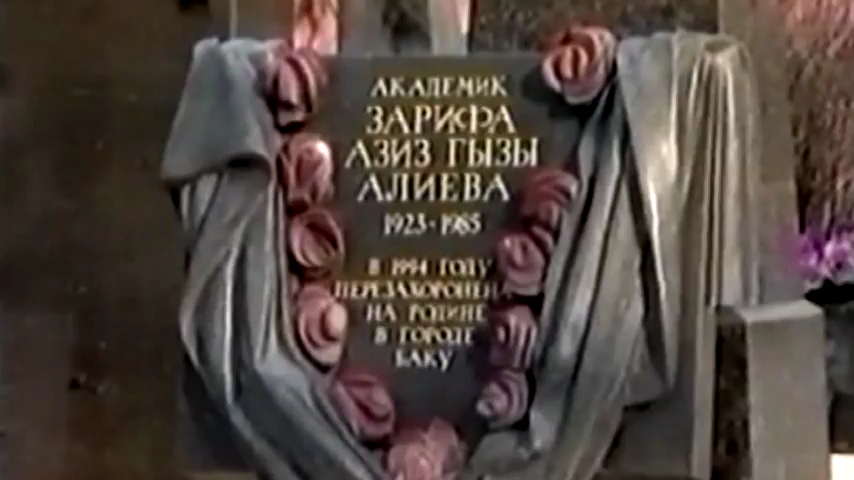 АКАДЕМИК
ЗАРИФА
АЗИЗ ГЫЗЫ
АЛИЕВА
1923-1985
В 1994 ГОДУ
ПЕРЕЗАХОРОНЕНА
НА РОДИНЕ
В ГОРОДЕ
БАКУ